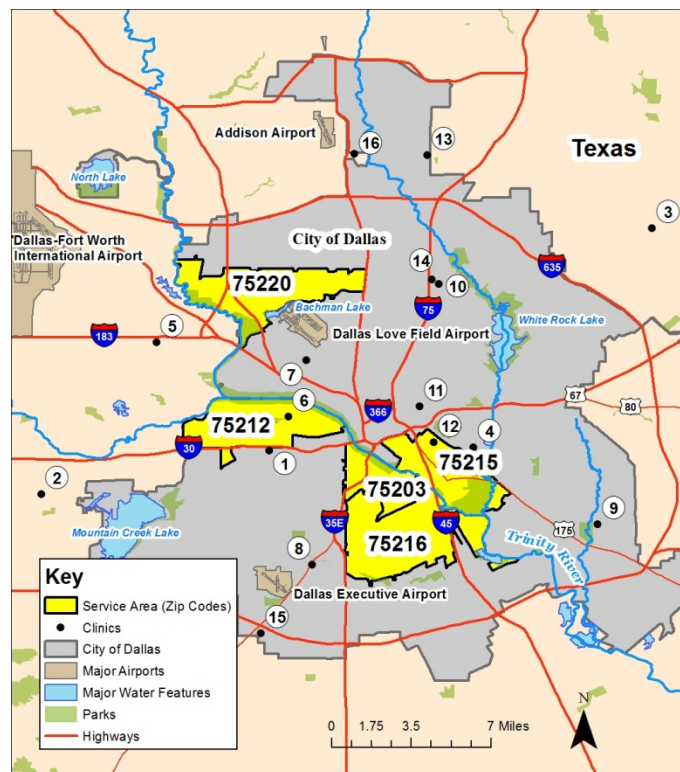 Addison Airport
16
13
Texas
North Lake
3
Dallas-Fort Worth
International Airport
City of Dallas
635
14
10
75220
75
Bachman Lake
5
183
Dallas Love Field Airport
White Rock Lake
7
67
80
6
366
11
75212
12
4
30
1
75215
2
75203
35E
45
175
9
Mountain Creek Lake
75216
Trinity River
8
Dallas Executive Airport
15
Key
Service Area (Zip Codes)
Clinics
City of Dallas
Major Airports
Major Water Features
Parks
Highways
N
0 1.75 3.5 7 Miles